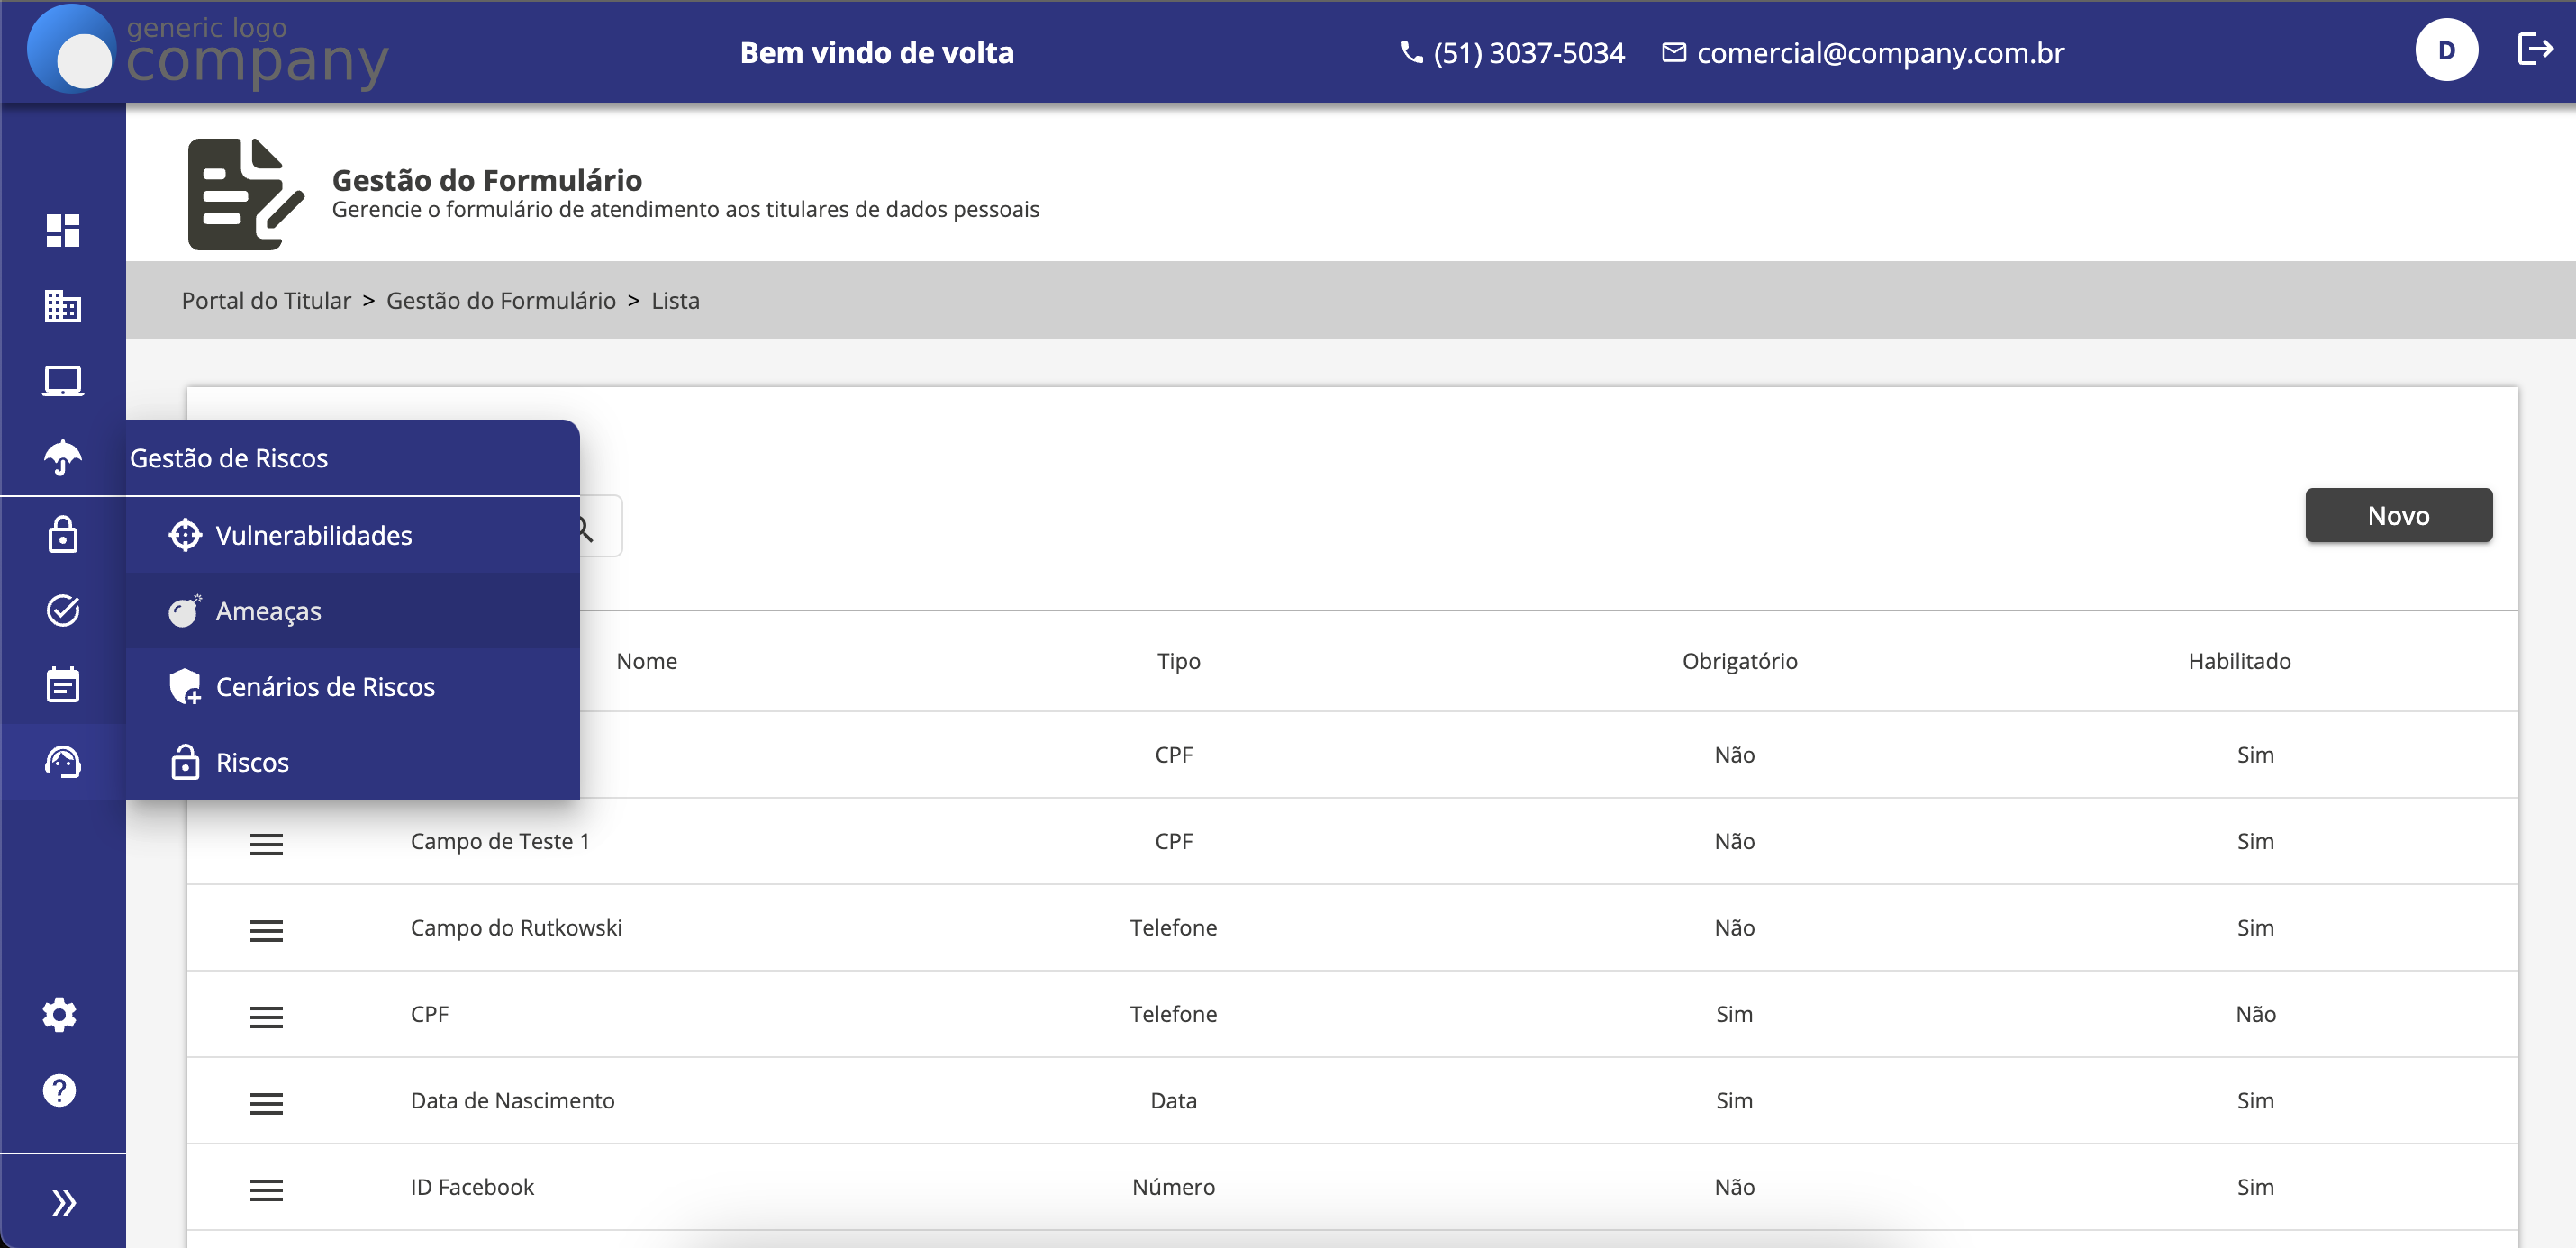 generic logo
company
Bem vindo de volta
(51) 3037-5034
comercial@company.com.br
D
Gestão do Formulário
Gerencie o formulário de atendimento aos titulares de dados pessoais
Portal do Titular > Gestão do Formulário > Lista
Gestão de Riscos
Vulnerabilidades
Ameaças
Cenários de Riscos
Riscos
Novo
Nome Tipo Obrigatório Habilitado
CPF Não Sim
Campo de Teste 1 CPF Não Sim
Campo do Rutkowski Telefone Não Sim
CPF Telefone Sim Não
Data de Nascimento Data Sim Sim
ID Facebook Número Não Sim